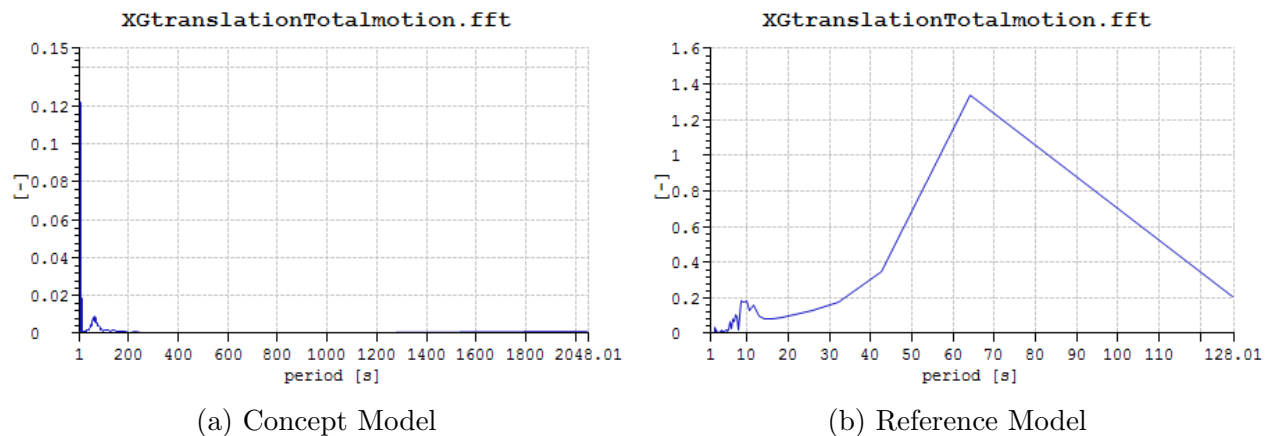 XGtranslationTotalmotion.fft
0.15
0.12
0.1
0.08
0.06
0.04
0.02
0
[-]
1 200 400 600 800 1000 1200 1400 1600 1800 2048.01
period [s]
(a) Concept Model
XGtranslationTotalmotion.fft
1.6
1.4
1.2
1
0.8
0.6
0.4
0.2
0
[-]
1 10 20 30 40 50 60 70 80 90 100 110 128.01
period [s]
(b) Reference Model